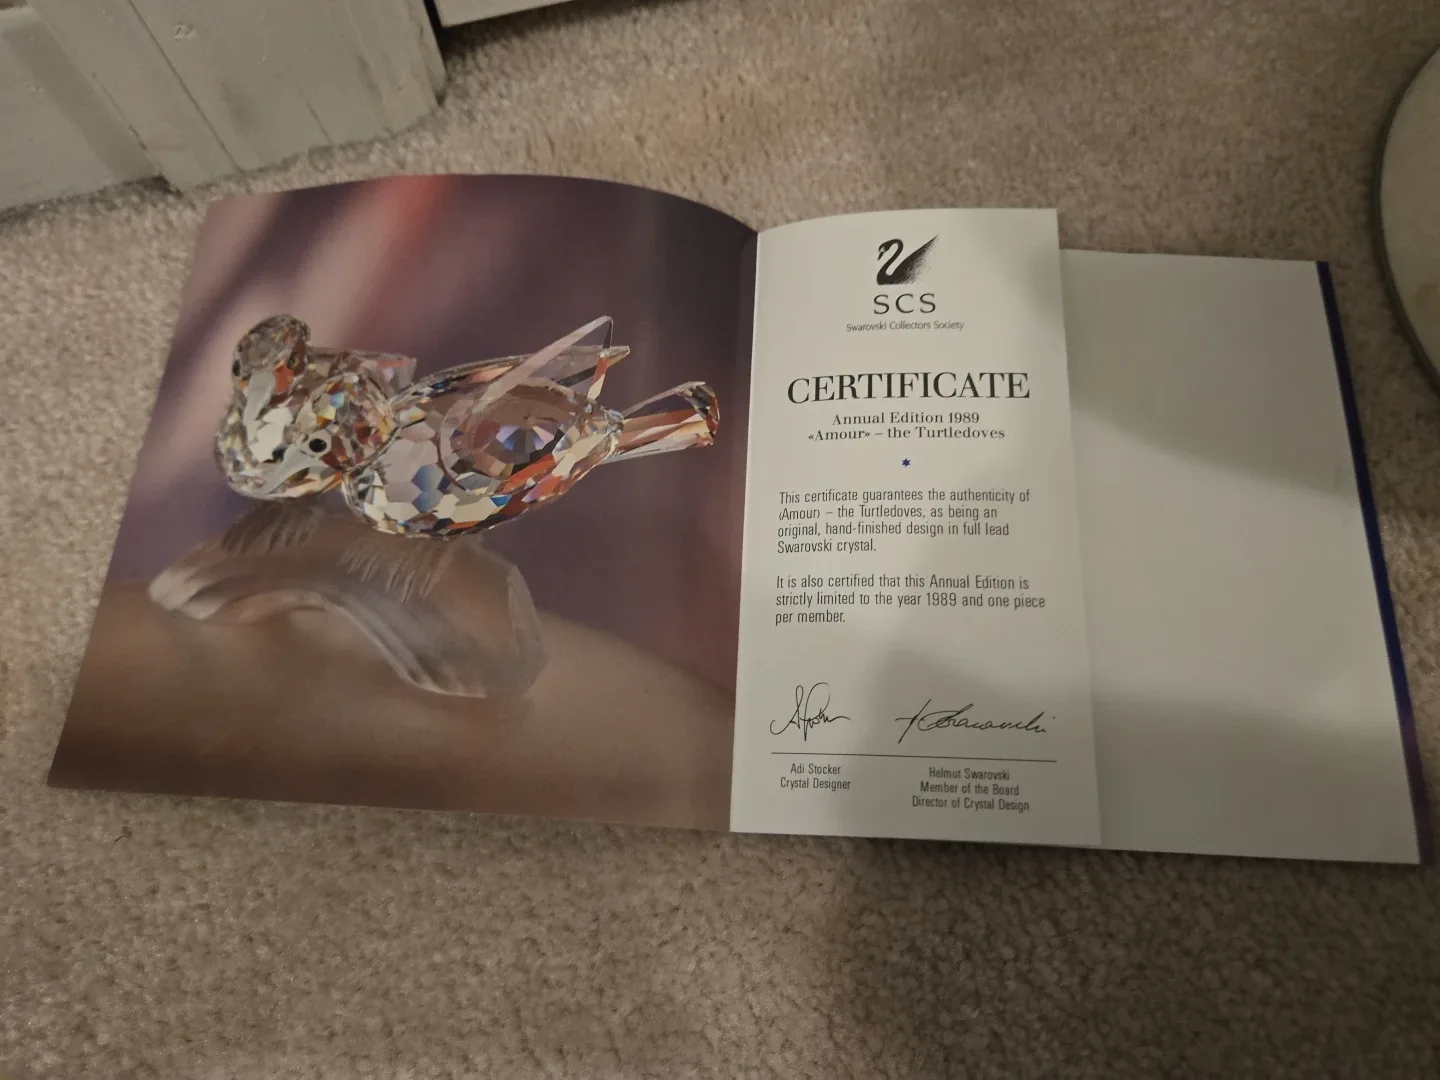 SCS
Swarovski Collectors Society
CERTIFICATE
Annual Edition 1989
«Amour» – the Turtledoves
This certificate guarantees the authenticity of
‹Amour› – the Turtledoves, as being an
original, hand-finished design in full lead
Swarovski crystal.
It is also certified that this Annual Edition is
strictly limited to the year 1989 and one piece
per member.
Adi Stocker
Crystal Designer
Helmut Swarovski
Member of the Board
Director of Crystal Design